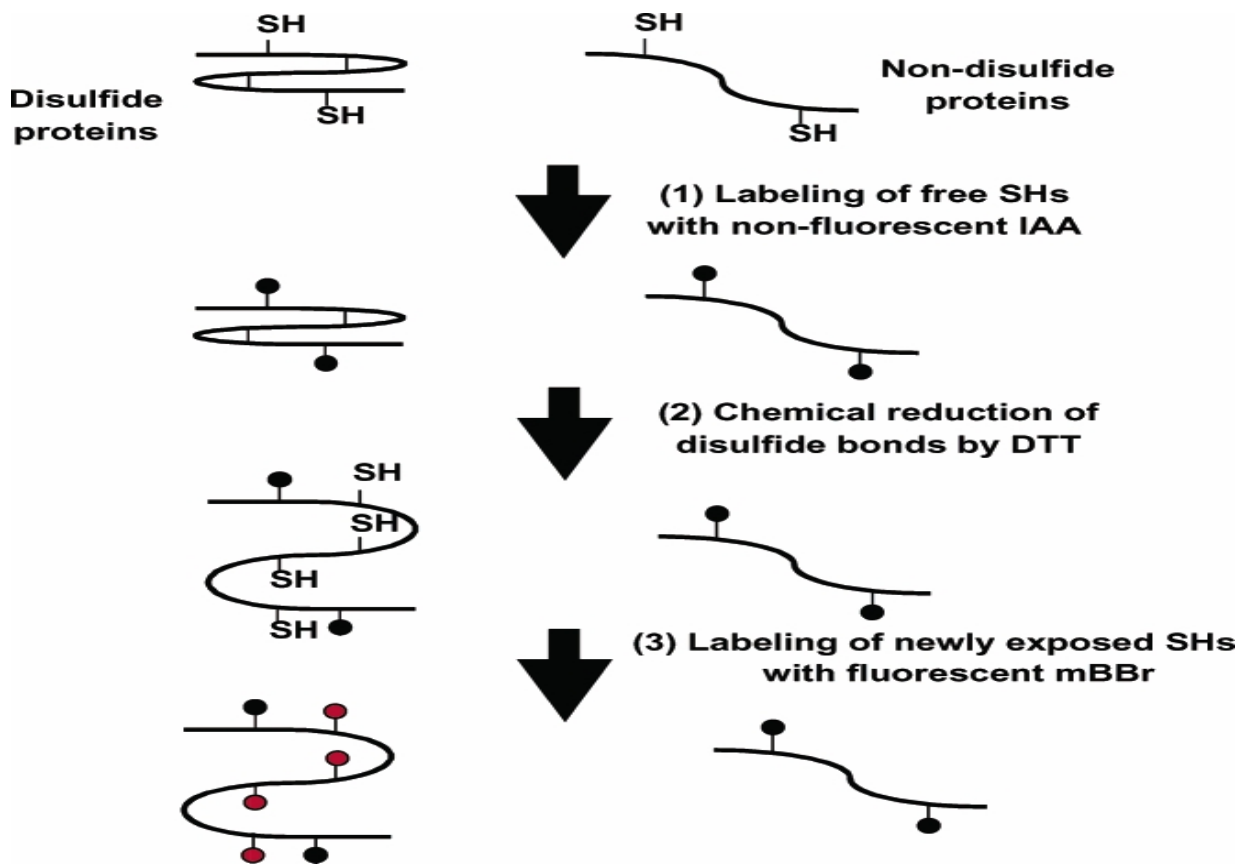 SH
SH
Disulfide
proteins
SH
SH
Non-disulfide
proteins
(1) Labeling of free SHs
with non-fluorescent IAA
(2) Chemical reduction of
disulfide bonds by DTT
SH
SH
SH
SH
(3) Labeling of newly exposed SHs
with fluorescent mBBr